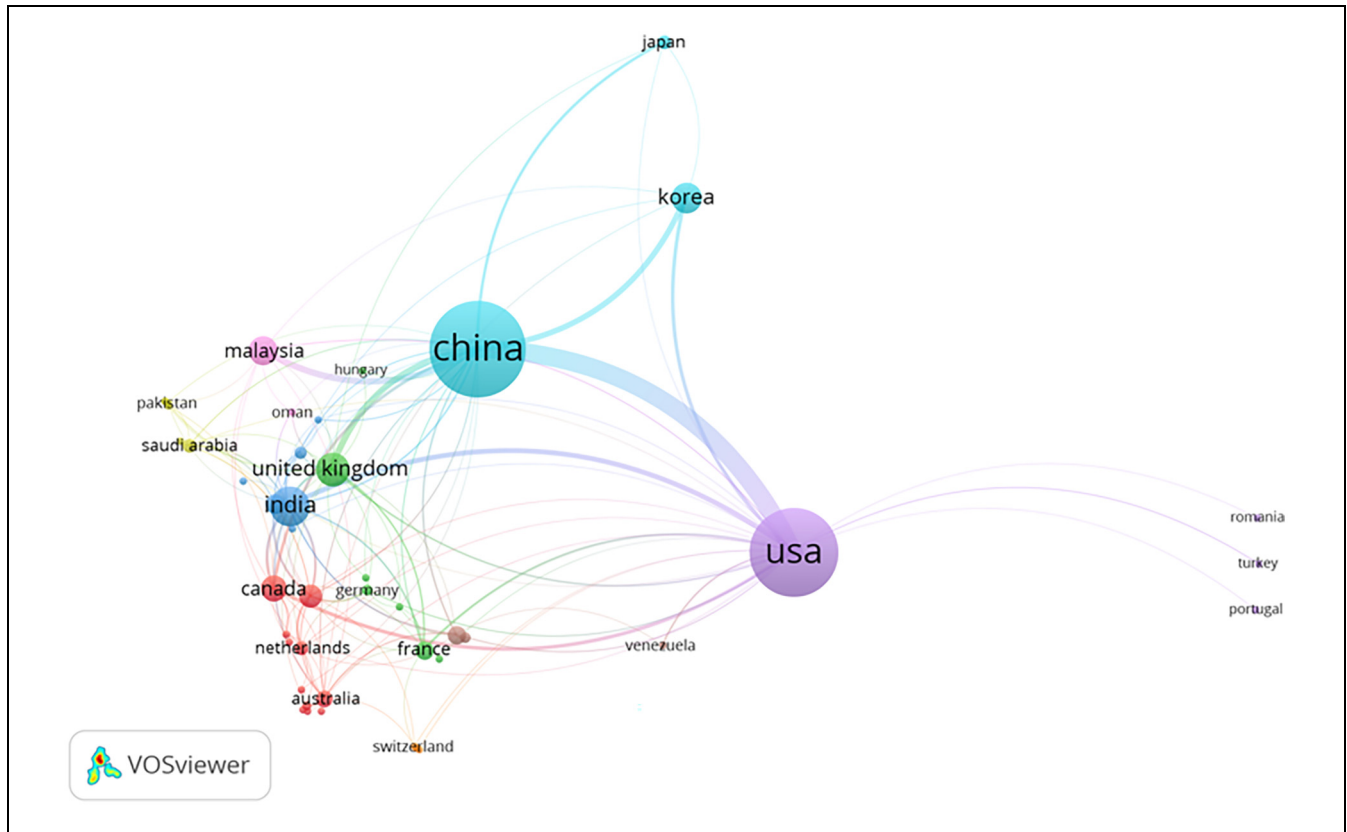 japan
korea
china
malaysia
hungary
pakistan
oman
saudi arabia
united kingdom
india
romania
turkey
usa
canada
germany
portugal
netherlands
france
venezuela
australia
switzerland
VOSviewer